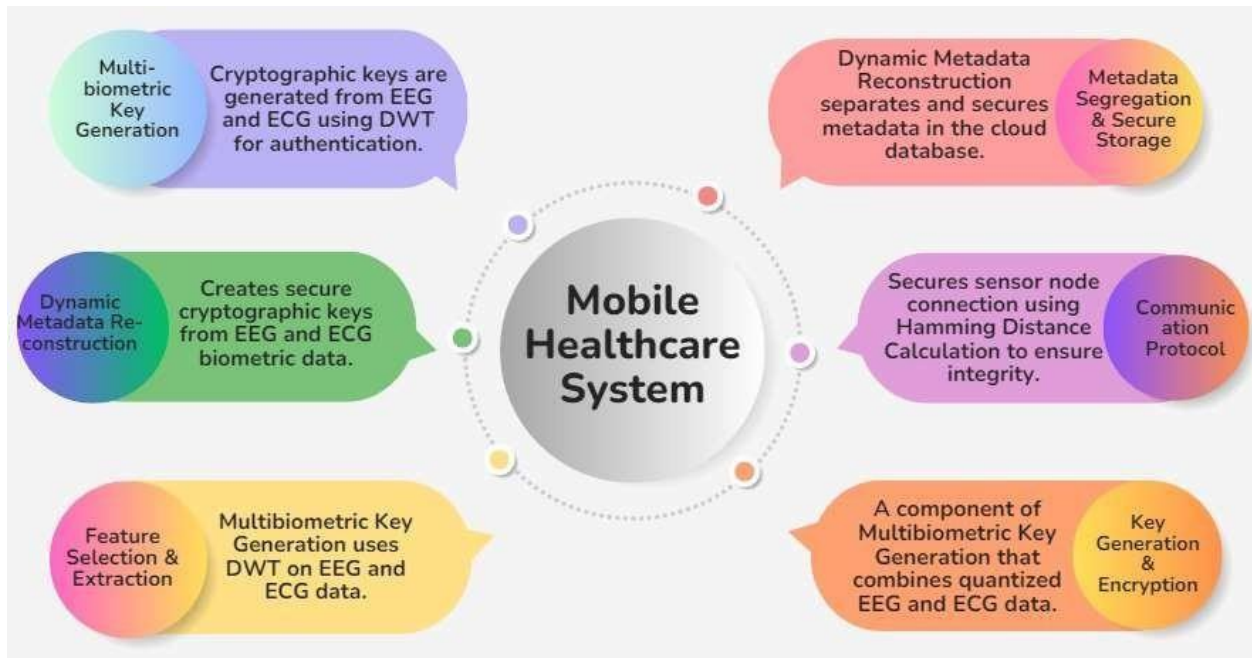 Multi-
biometric
Key
Generation
Cryptographic keys are
generated from EEG
and ECG using DWT
for authentication.
Dynamic Metadata
Reconstruction
separates and secures
metadata in the cloud
database.
Metadata
Segregation
& Secure
Storage
Dynamic
Metadata Re-
construction
Creates secure
cryptographic keys
from EEG and ECG
biometric data.
Mobile
Healthcare
System
Secures sensor node
connection using
Hamming Distance
Calculation to ensure
integrity.
Communic
ation
Protocol
Feature
Selection &
Extraction
Multibiometric Key
Generation uses
DWT on EEG and
ECG data.
A component of
Multibiometric Key
Generation that
combines quantized
EEG and ECG data.
Key
Generation
&
Encryption